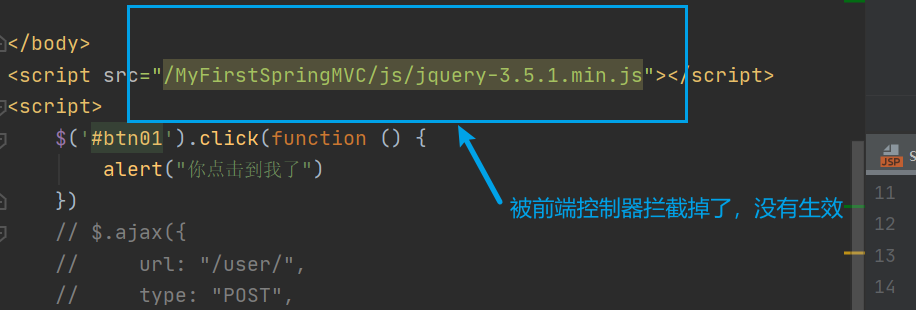 </body>
<script src="/MyFirstSpringMVC/js/jquery-3.5.1.min.js"></script>
<script>
$('#btn01').click(function () {
alert("你点击到我了")
})
// $.ajax({
//     url: "/user/",
//     type: "POST",
被前端控制器拦截掉了，没有生效
JSP
11
12
13
14